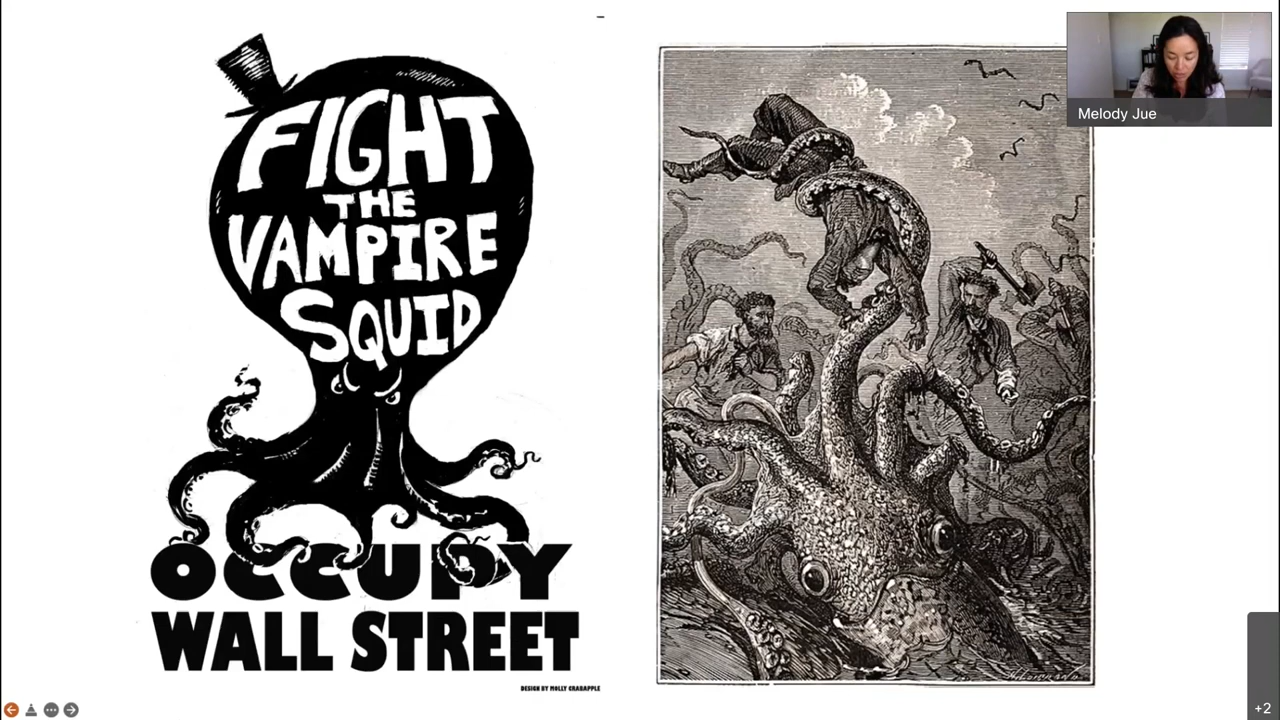 FIGHT
THE
VAMPIRE
SQUID
OCCUPY
WALL STREET
DESIGN BY MOLLY CRABAPPLE
Melody Jue
+2